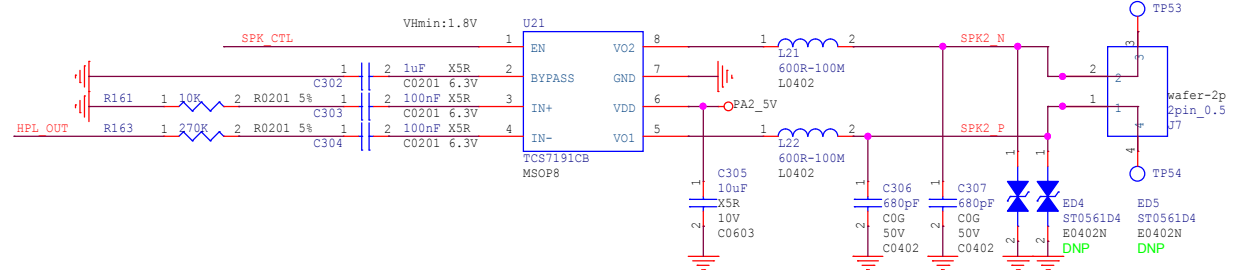 VHmin:1.8V
U21
TP53
SPK_CTL
1
EN
VO2
8
1
2
L21
600R-100M
L0402
SPK2_N
3
3
C302
1
2
1uF
X5R
C0201
6.3V
2
BYPASS
GND
7
2
2
R161
1
10K
2
R0201
5%
C303
1
2
100nF
X5R
C0201
6.3V
3
IN+
VDD
6
PA2_5V
1
1
wafer-2p
2pin_0.5
J7
HPL_OUT
R163
1
270K
2
R0201
5%
C304
1
2
100nF
X5R
C0201
6.3V
4
IN-
VO1
5
1
2
L22
600R-100M
L0402
SPK2_P
4
4
TCS7191CB
MSOP8
TP54
1
2
C305
10uF
X5R
10V
C0603
1
2
C306
680pF
C0G
50V
C0402
1
2
C307
680pF
C0G
50V
C0402
1
2
1
2
ED4
ST0561D4
E0402N
DNP
ED5
ST0561D4
E0402N
DNP